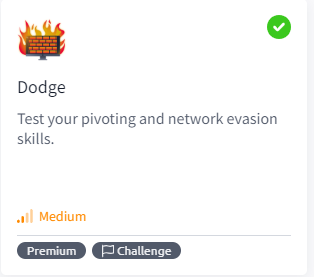 Dodge
Test your pivoting and network evasion
skills.
Medium
Premium
Challenge